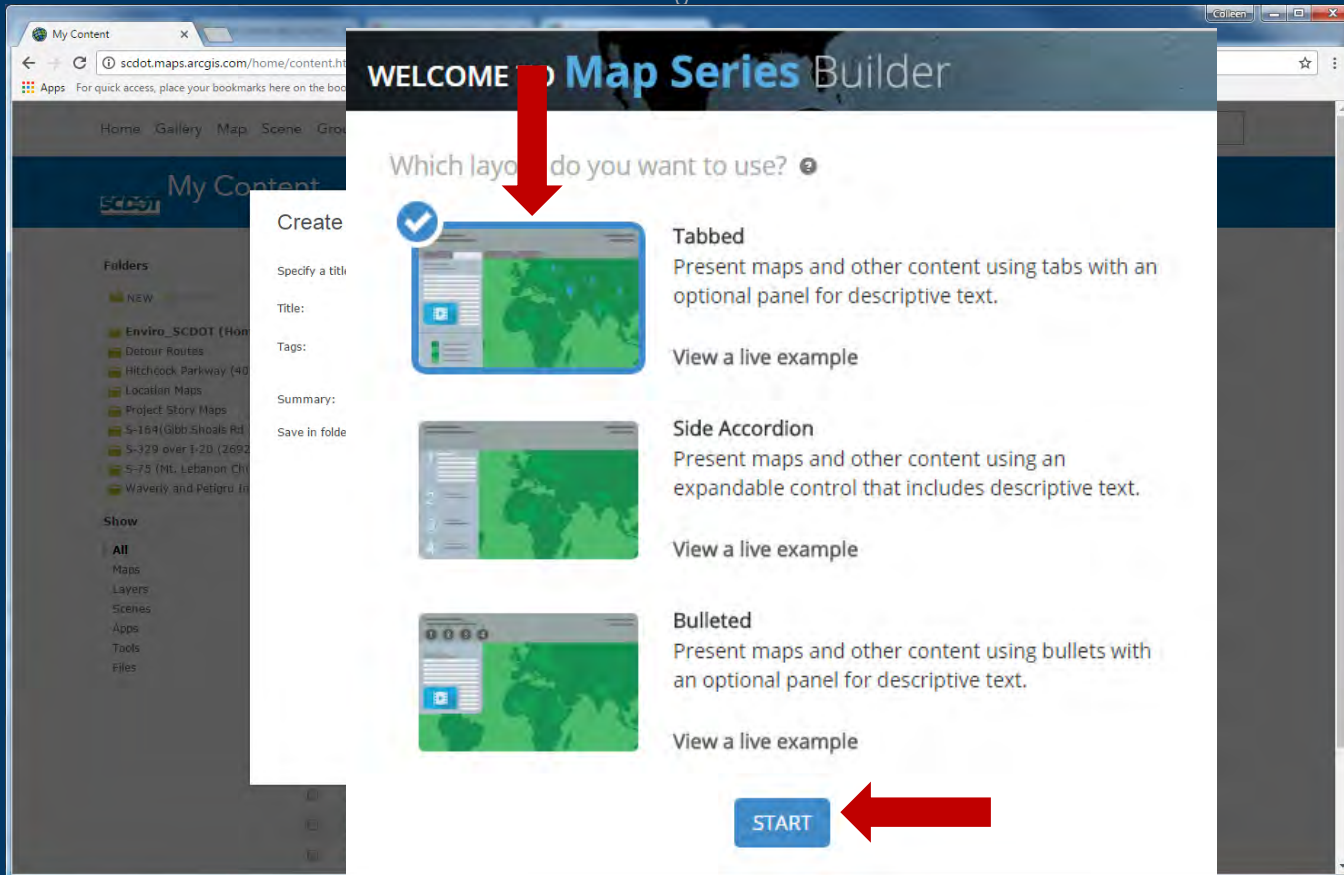 ()
Colleen
My Content
scdot.maps.arcgis.com/home/content.ht
Apps For quick access, place your bookmarks here on the boo
Home Gallery Map Scene Grou
SCDOT My Content
Folders
NEW
Enviro_SCDOT (Hom
Detour Routes
Hitchcock Parkway (40
Location Maps
Project Story Maps
S-164(Gibb Shoals Rd
S-329 over I-20 (2692
S-75 (Mt. Lebanon Ch
Waverly and Petigru In
Show
All
Maps
Layers
Scenes
Apps
Tools
Files
Create
Specify a title
Title:
Tags:
Summary:
Save in folde
WELCOME O Map Series Builder
Which layo do you want to use? ?
Tabbed
Present maps and other content using tabs with an
optional panel for descriptive text.
View a live example
Side Accordion
Present maps and other content using an
expandable control that includes descriptive text.
View a live example
1
2
3
4
Bulleted
Present maps and other content using bullets with
an optional panel for descriptive text.
View a live example
START